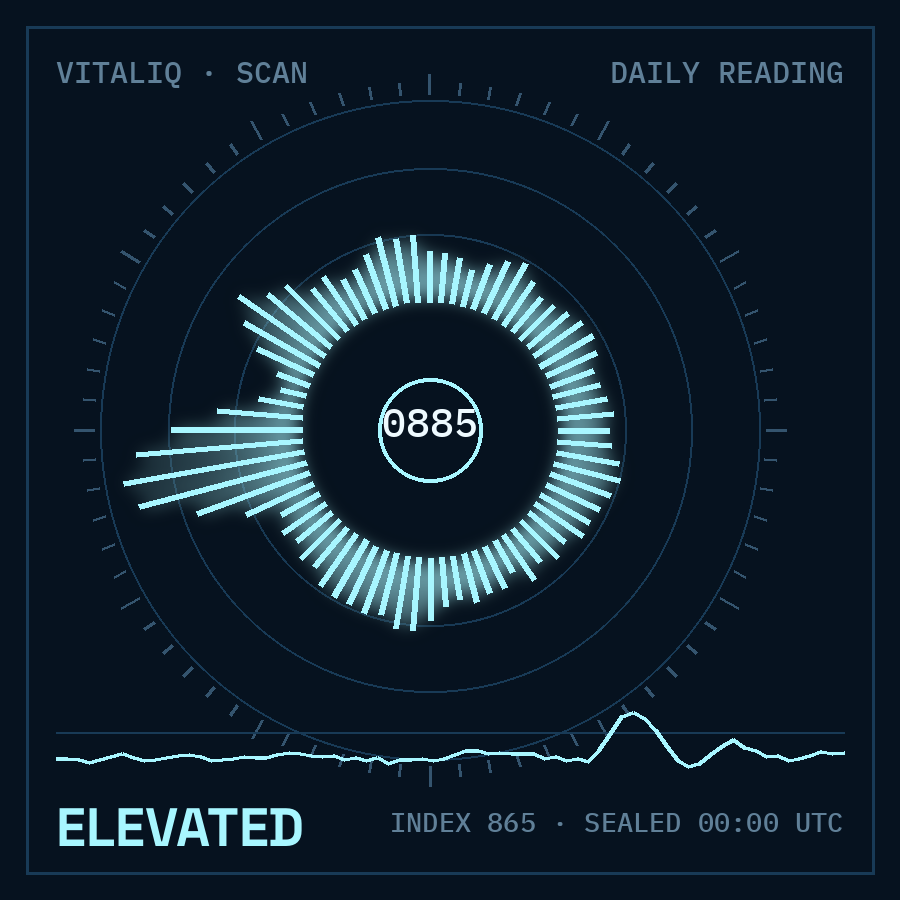 VITALIQ · SCAN
DAILY READING
0885
ELEVATED
INDEX 865 · SEALED 00:00 UTC